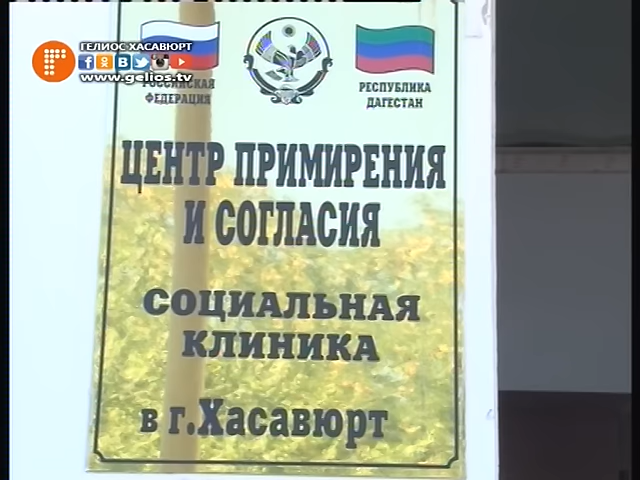 ГЕЛИОС ХАСАВЮРТ
www.gelios.tv
РОССИЙСКАЯ
ФЕДЕРАЦИЯ
РЕСПУБЛИКА
ДАГЕСТАН
ЦЕНТР ПРИМИРЕНИЯ
И СОГЛАСИЯ
СОЦИАЛЬНАЯ
КЛИНИКА
в г.Хасавюрт